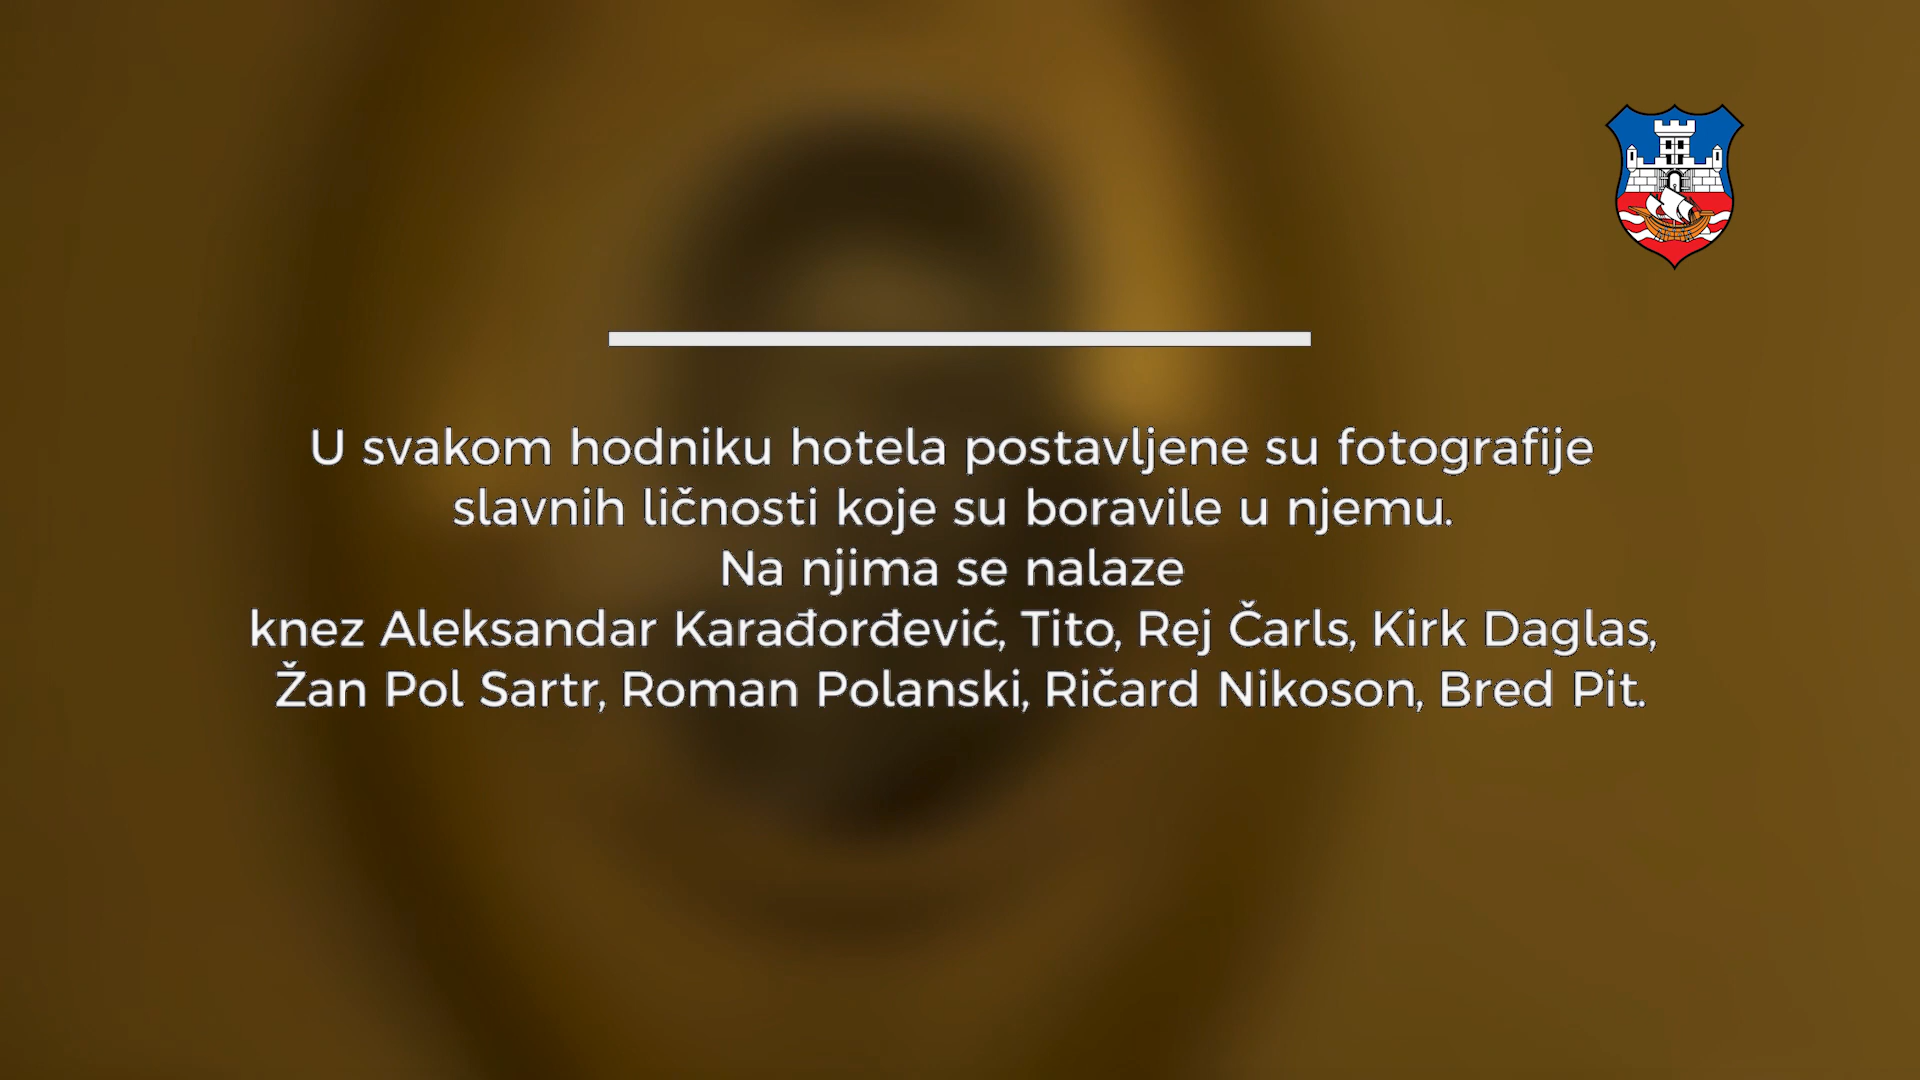 U svakom hodniku hotela postavljene su fotografije
slavnih ličnosti koje su boravile u njemu.
Na njima se nalaze
knez Aleksandar Karađorđević, Tito, Rej Čarls, Kirk Daglas,
Žan Pol Sartr, Roman Polanski, Ričard Nikoson, Bred Pit.